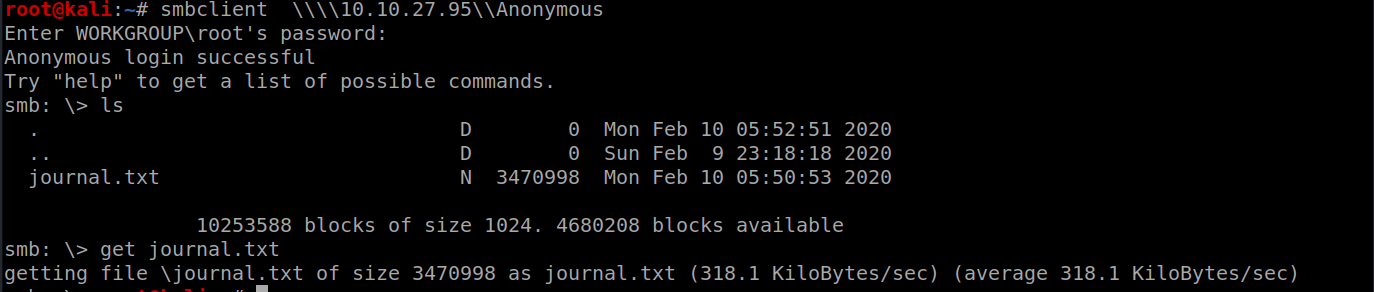 root@kali:~# smbclient  \\\\10.10.27.95\\Anonymous
Enter WORKGROUP\root's password:
Anonymous login successful
Try "help" to get a list of possible commands.
smb: \> ls
  .                                   D        0  Mon Feb 10 05:52:51 2020
  ..                                  D        0  Sun Feb  9 23:18:18 2020
  journal.txt                         N  3470998  Mon Feb 10 05:50:53 2020
                10253588 blocks of size 1024. 4680208 blocks available
smb: \> get journal.txt
getting file \journal.txt of size 3470998 as journal.txt (318.1 KiloBytes/sec) (average 318.1 KiloBytes/sec)